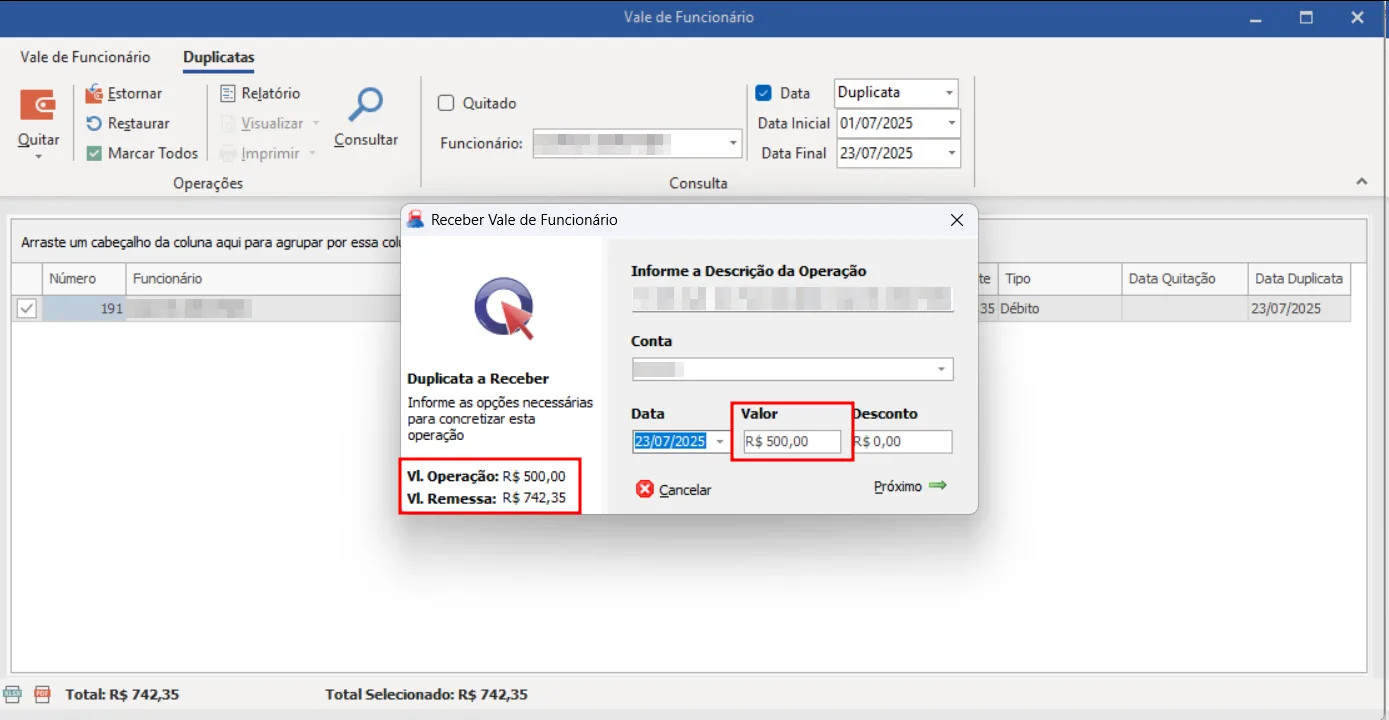 Vale de Funcionário
Vale de Funcionário Duplicatas
Quitar
Estornar
Restaurar
Marcar Todos
Relatório
Visualizar
Imprimir
Consultar
Operações
Quitado
Funcionário:
Data Duplicata
Data Inicial 01/07/2025
Data Final 23/07/2025
Consulta
Arraste um cabeçalho da coluna aqui para agrupar por essa colu
Número Funcionário te Tipo Data Quitação Data Duplicata
191 35 Débito 23/07/2025
Receber Vale de Funcionário
Duplicata a Receber
Informe as opções necessárias
para concretizar esta
operação
Vl. Operação: R$ 500,00
Vl. Remessa: R$ 742,35
Informe a Descrição da Operação
Conta
Data Valor Desconto
23/07/2025 R$ 500,00 R$ 0,00
Cancelar Próximo
XLSX PDF Total: R$ 742,35 Total Selecionado: R$ 742,35